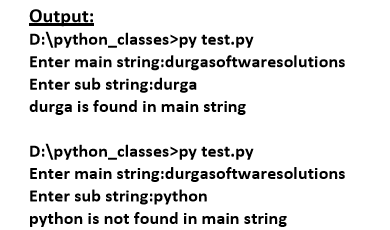 Output:
D:\python_classes>py test.py
Enter main string:durgasoftwaresolutions
Enter sub string:durga
durga is found in main string
D:\python_classes>py test.py
Enter main string:durgasoftwaresolutions
Enter sub string:python
python is not found in main string